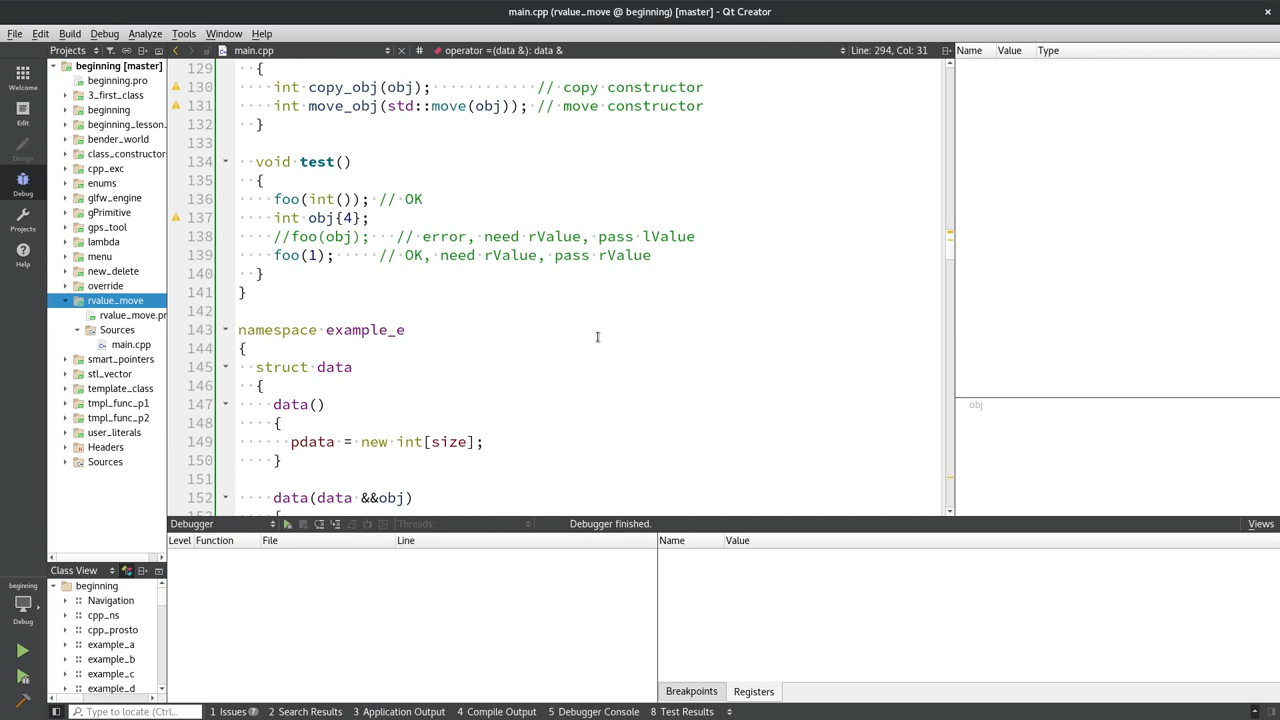 main.cpp (rvalue_move @ beginning) [master] - Qt Creator
File Edit Build Debug Analyze Tools Window Help
Projects main.cpp # operator =(data &): data & Line: 294, Col: 31
Name Value Type
Welcome
Edit
Design
Debug
Projects
Help
beginning [master]
beginning.pro
3_first_class
beginning
beginning_lesson.
bender_world
class_constructor
cpp_exc
enums
glfw_engine
gPrimitive
gps_tool
lambda
menu
new_delete
override
rvalue_move
rvalue_move.pr
Sources
main.cpp
smart_pointers
stl_vector
template_class
tmpl_func_p1
tmpl_func_p2
user_literals
Headers
Sources
129 {
130 int copy_obj(obj); // copy constructor
131 int move_obj(std::move(obj)); // move constructor
132 }
133
134 void test()
135 {
136 foo(int()); // OK
137 int obj{4};
138 //foo(obj); // error, need rValue, pass lValue
139 foo(1); // OK, need rValue, pass rValue
140 }
141 }
142
143 namespace example_e
144 {
145 struct data
146 {
147 data()
148 {
149 pdata = new int[size];
150 }
151
152 data(data &&obj)
obj
Debugger Threads: Debugger finished. Views
Level Function File Line
Name Value
Class View
beginning
Navigation
cpp_ns
cpp_prosto
example_a
example_b
example_c
example_d
beginning
Debug
Breakpoints Registers
Type to locate (Ctrl... 1 Issues 7 2 Search Results 3 Application Output 4 Compile Output 5 Debugger Console 8 Test Results